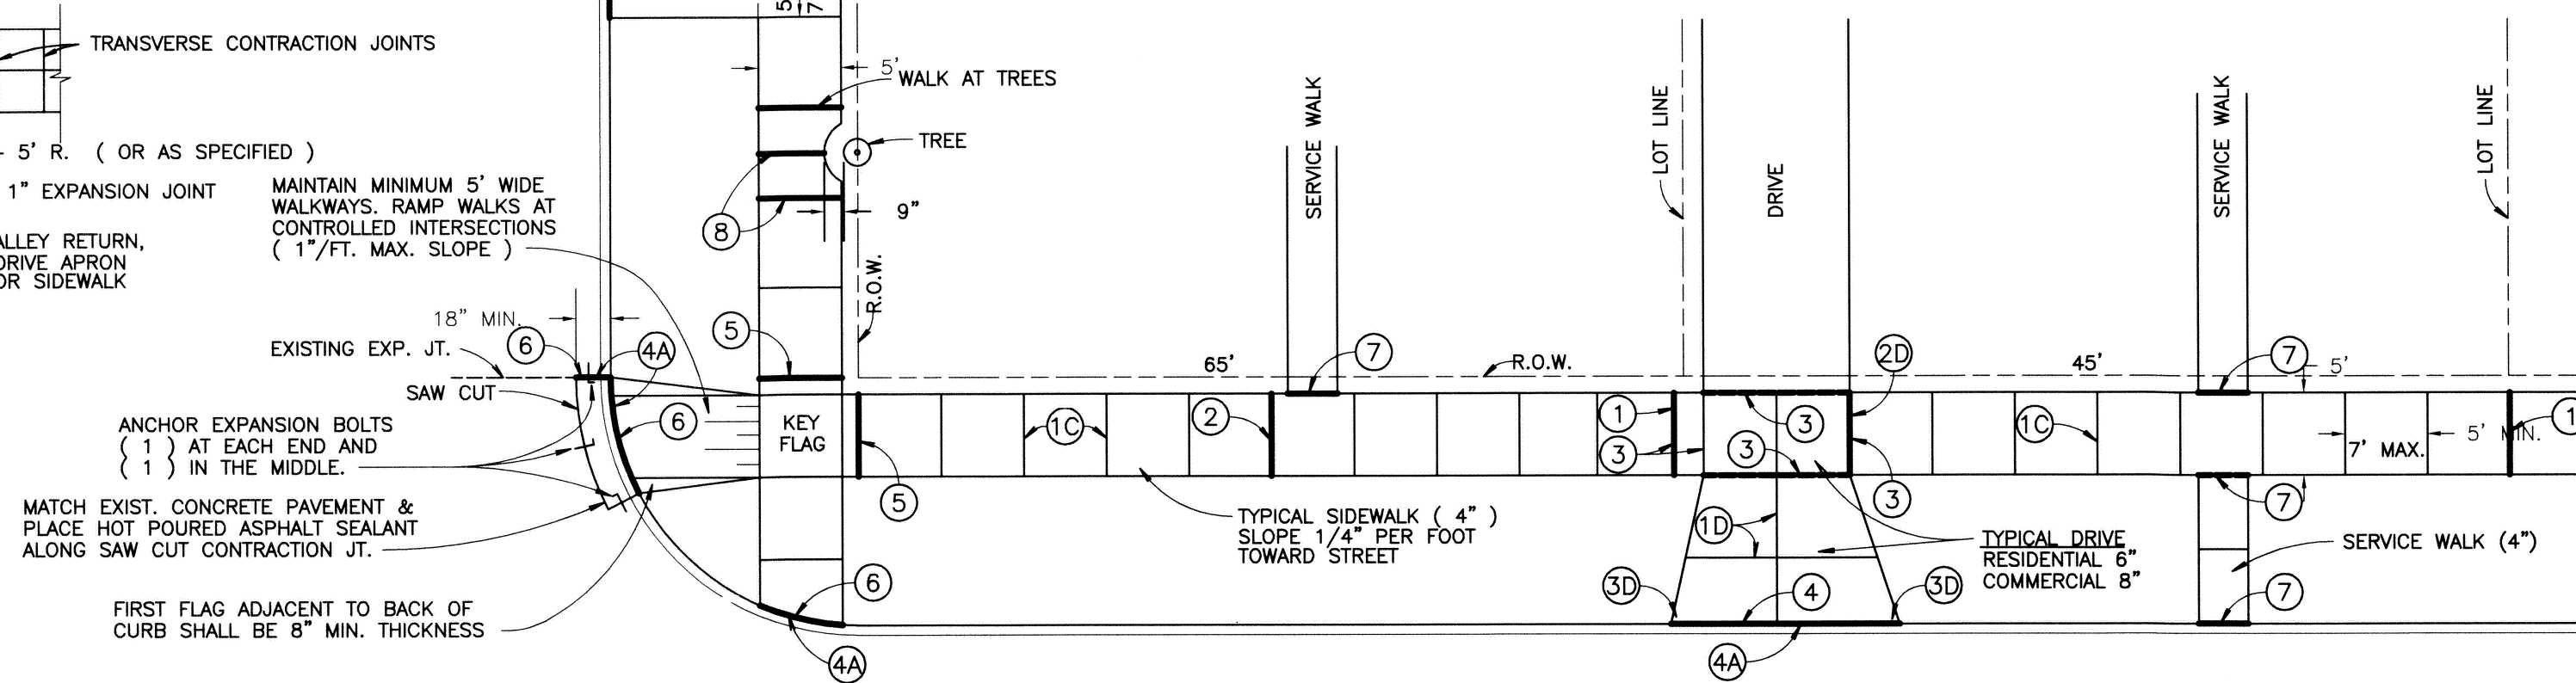 TRANSVERSE CONTRACTION JOINTS
5' R. ( OR AS SPECIFIED )
1" EXPANSION JOINT
ALLEY RETURN,
DRIVE APRON
OR SIDEWALK
MAINTAIN MINIMUM 5' WIDE
WALKWAYS. RAMP WALKS AT
CONTROLLED INTERSECTIONS
( 1"/FT. MAX. SLOPE )
18" MIN.
6
4A
EXISTING EXP. JT.
SAW CUT
ANCHOR EXPANSION BOLTS
( 1 ) AT EACH END AND
( 1 ) IN THE MIDDLE.
MATCH EXIST. CONCRETE PAVEMENT &
PLACE HOT POURED ASPHALT SEALANT
ALONG SAW CUT CONTRACTION JT.
FIRST FLAG ADJACENT TO BACK OF
CURB SHALL BE 8" MIN. THICKNESS
5
7
5'
WALK AT TREES
TREE
8
9"
R.O.W.
5
6
KEY
FLAG
5
6
4A
1C
2
65'
SERVICE WALK
7
R.O.W.
TYPICAL SIDEWALK ( 4" )
SLOPE 1/4" PER FOOT
TOWARD STREET
LOT LINE
DRIVE
1
3
3
3
2D
3
1D
3D
4
3D
4A
TYPICAL DRIVE
RESIDENTIAL 6"
COMMERCIAL 8"
45'
1C
SERVICE WALK
7
5'
LOT LINE
7' MAX.
5' MIN.
1
7
SERVICE WALK (4")
7